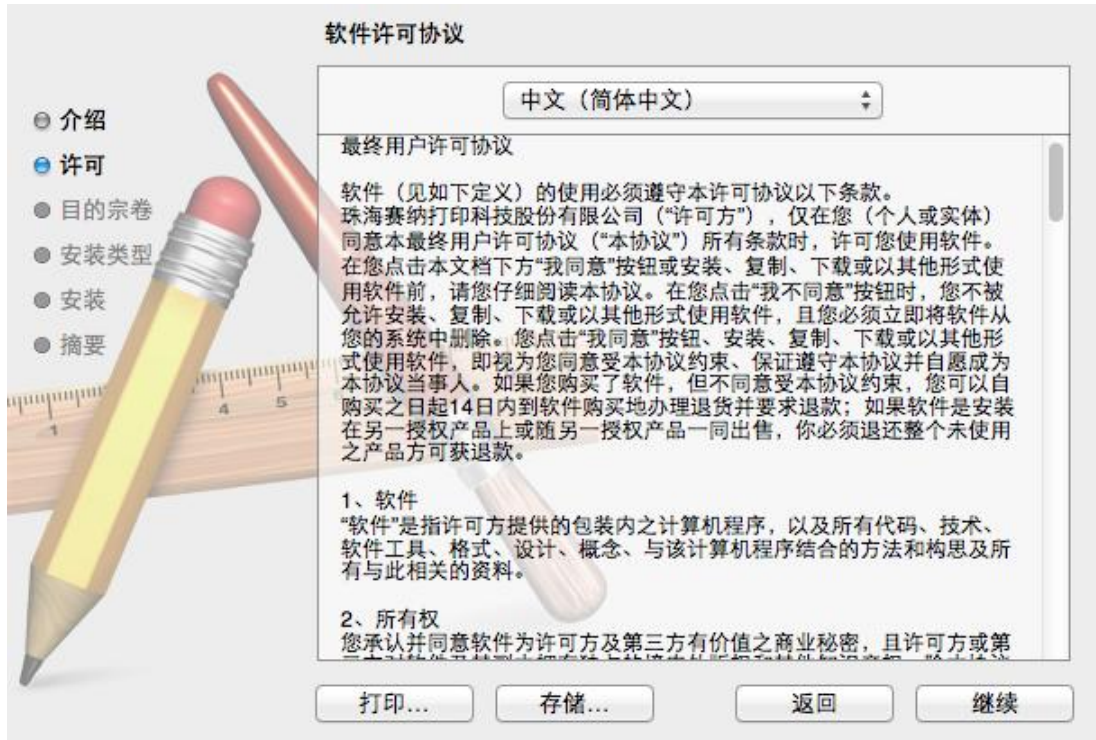 软件许可协议
介绍
许可
目的宗卷
安装类型
安装
摘要
中文（简体中文）
最终用户许可协议
软件（见如下定义）的使用必须遵守本许可协议以下条款。
珠海赛纳打印科技股份有限公司（“许可方”），仅在您（个人或实体）
同意本最终用户许可协议（“本协议”）所有条款时，许可您使用软件。
在您点击本文档下方“我同意”按钮或安装、复制、下载或以其他形式使
用软件前，请您仔细阅读本协议。在您点击“我不同意”按钮时，您不被
允许安装、复制、下载或以其他形式使用软件，且您必须立即将软件从
您的系统中删除。您点击“我同意”按钮、安装、复制、下载或以其他形
式使用软件，即视为您同意受本协议约束、保证遵守本协议并自愿成为
本协议当事人。如果您购买了软件，但不同意受本协议约束，您可以自
购买之日起14日内到软件购买地办理退货并要求退款；如果软件是安装
在另一授权产品上或随另一授权产品一同出售，你必须退还整个未使用
之产品方可获退款。
1、软件
“软件”是指许可方提供的包装内之计算机程序，以及所有代码、技术、
软件工具、格式、设计、概念、与该计算机程序结合的方法和构思及所
有与此相关的资料。
2、所有权
您承认并同意软件为许可方及第三方有价值之商业秘密，且许可方或第
1
4
5
打印...
存储...
返回
继续